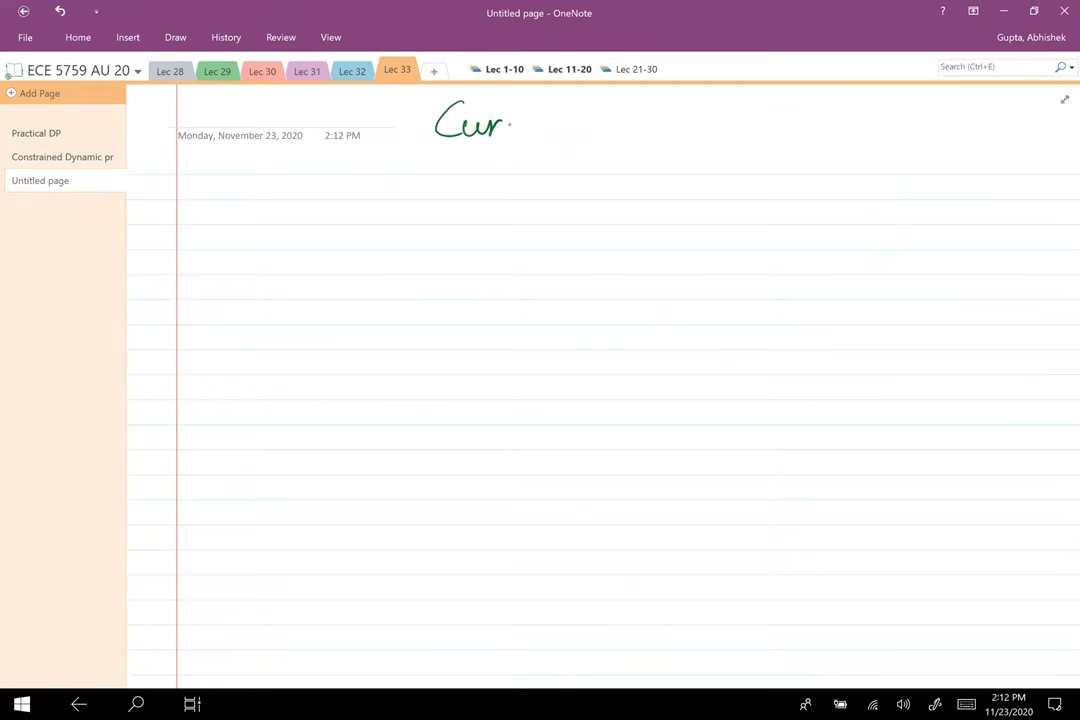 Untitled page - OneNote
?
File Home Insert Draw History Review View
Gupta, Abhishek
ECE 5759 AU 20
Lec 28 Lec 29 Lec 30 Lec 31 Lec 32 Lec 33 +
Lec 1-10 Lec 11-20 Lec 21-30
Search (Ctrl+E)
Add Page
Practical DP
Constrained Dynamic pr
Untitled page
Cur
Monday, November 23, 2020 2:12 PM
2:12 PM
11/23/2020